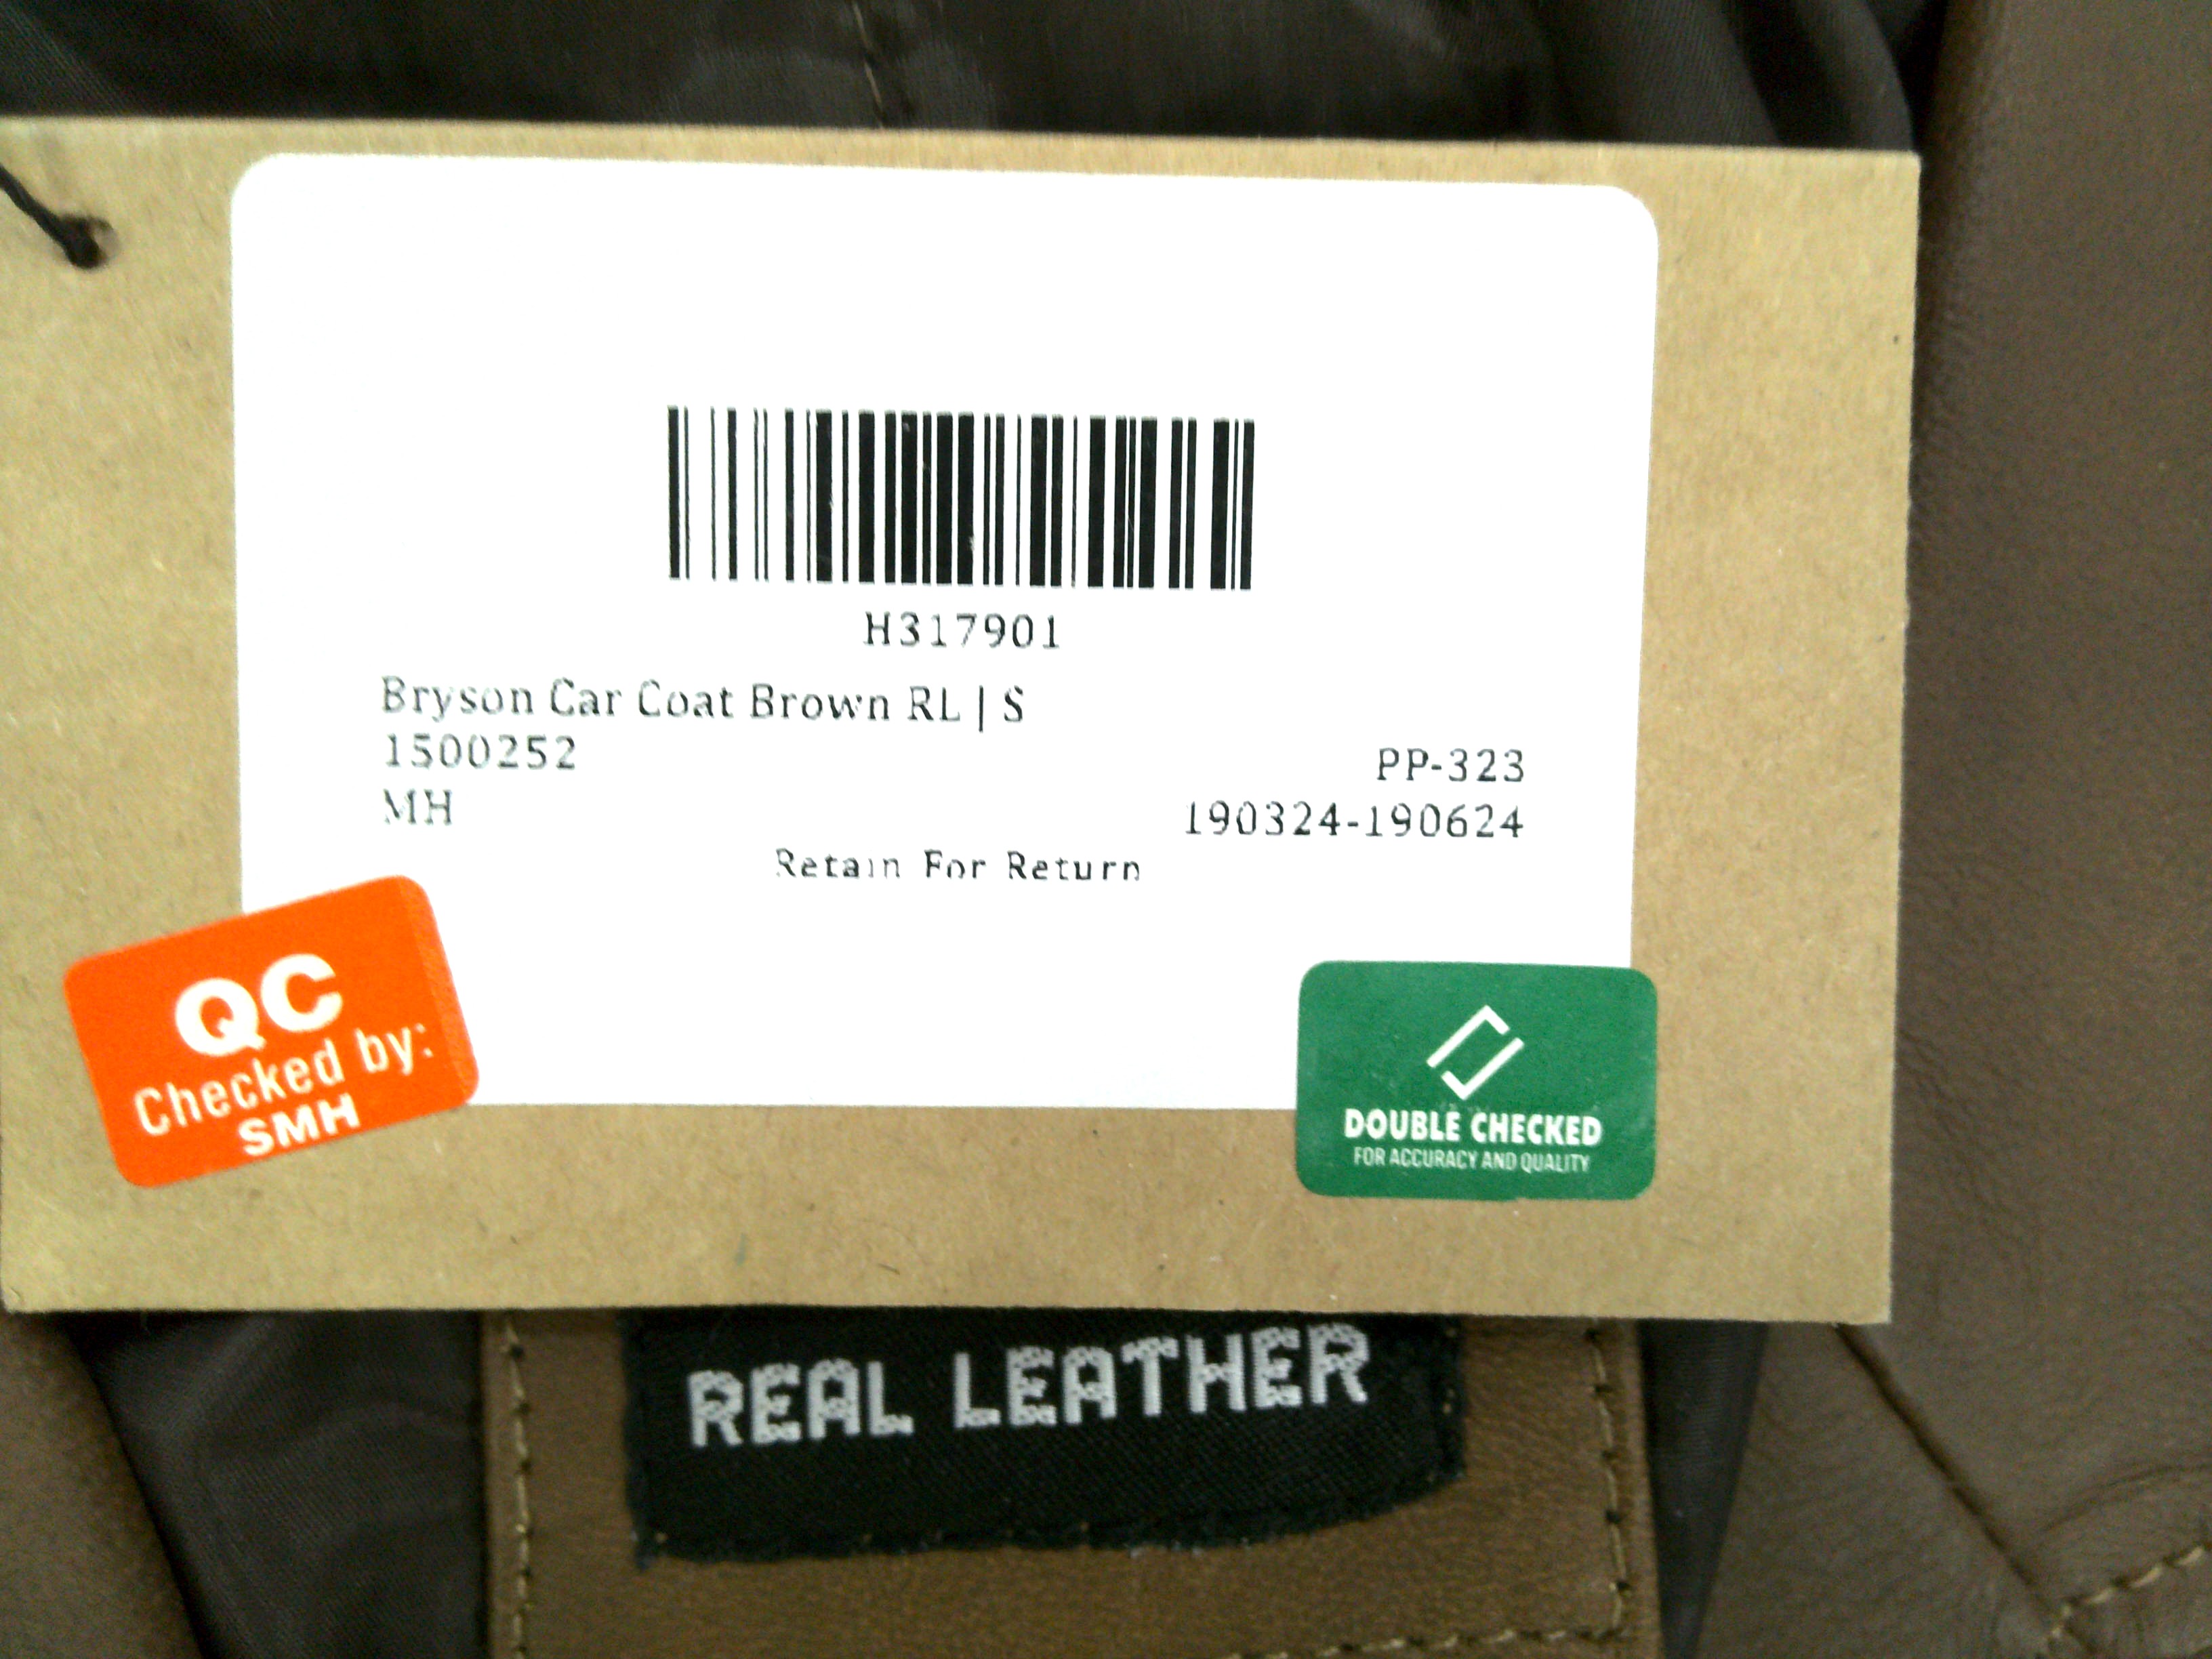 H317901
Bryson Car Coat Brown RL | S
1500252
PP-323
MH
190324-190624
Retain For Return
QC
Checked by:
SMH
DOUBLE CHECKED
FOR ACCURACY AND QUALITY
REAL LEATHER